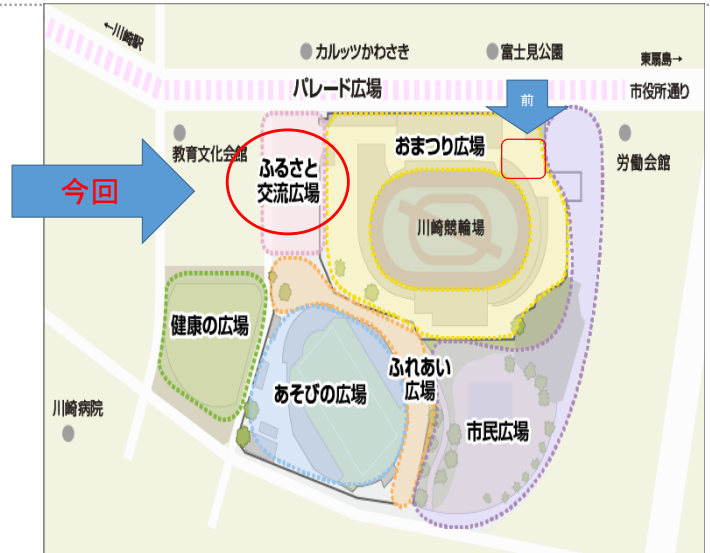 ←川崎駅
カルッツかわさき
富士見公園
東扇島→
パレード広場
市役所通り
前
教育文化会館
おまつり広場
労働会館
今回
ふるさと
交流広場
川崎競輪場
健康の広場
ふれあい
広場
あそびの広場
川崎病院
市民広場